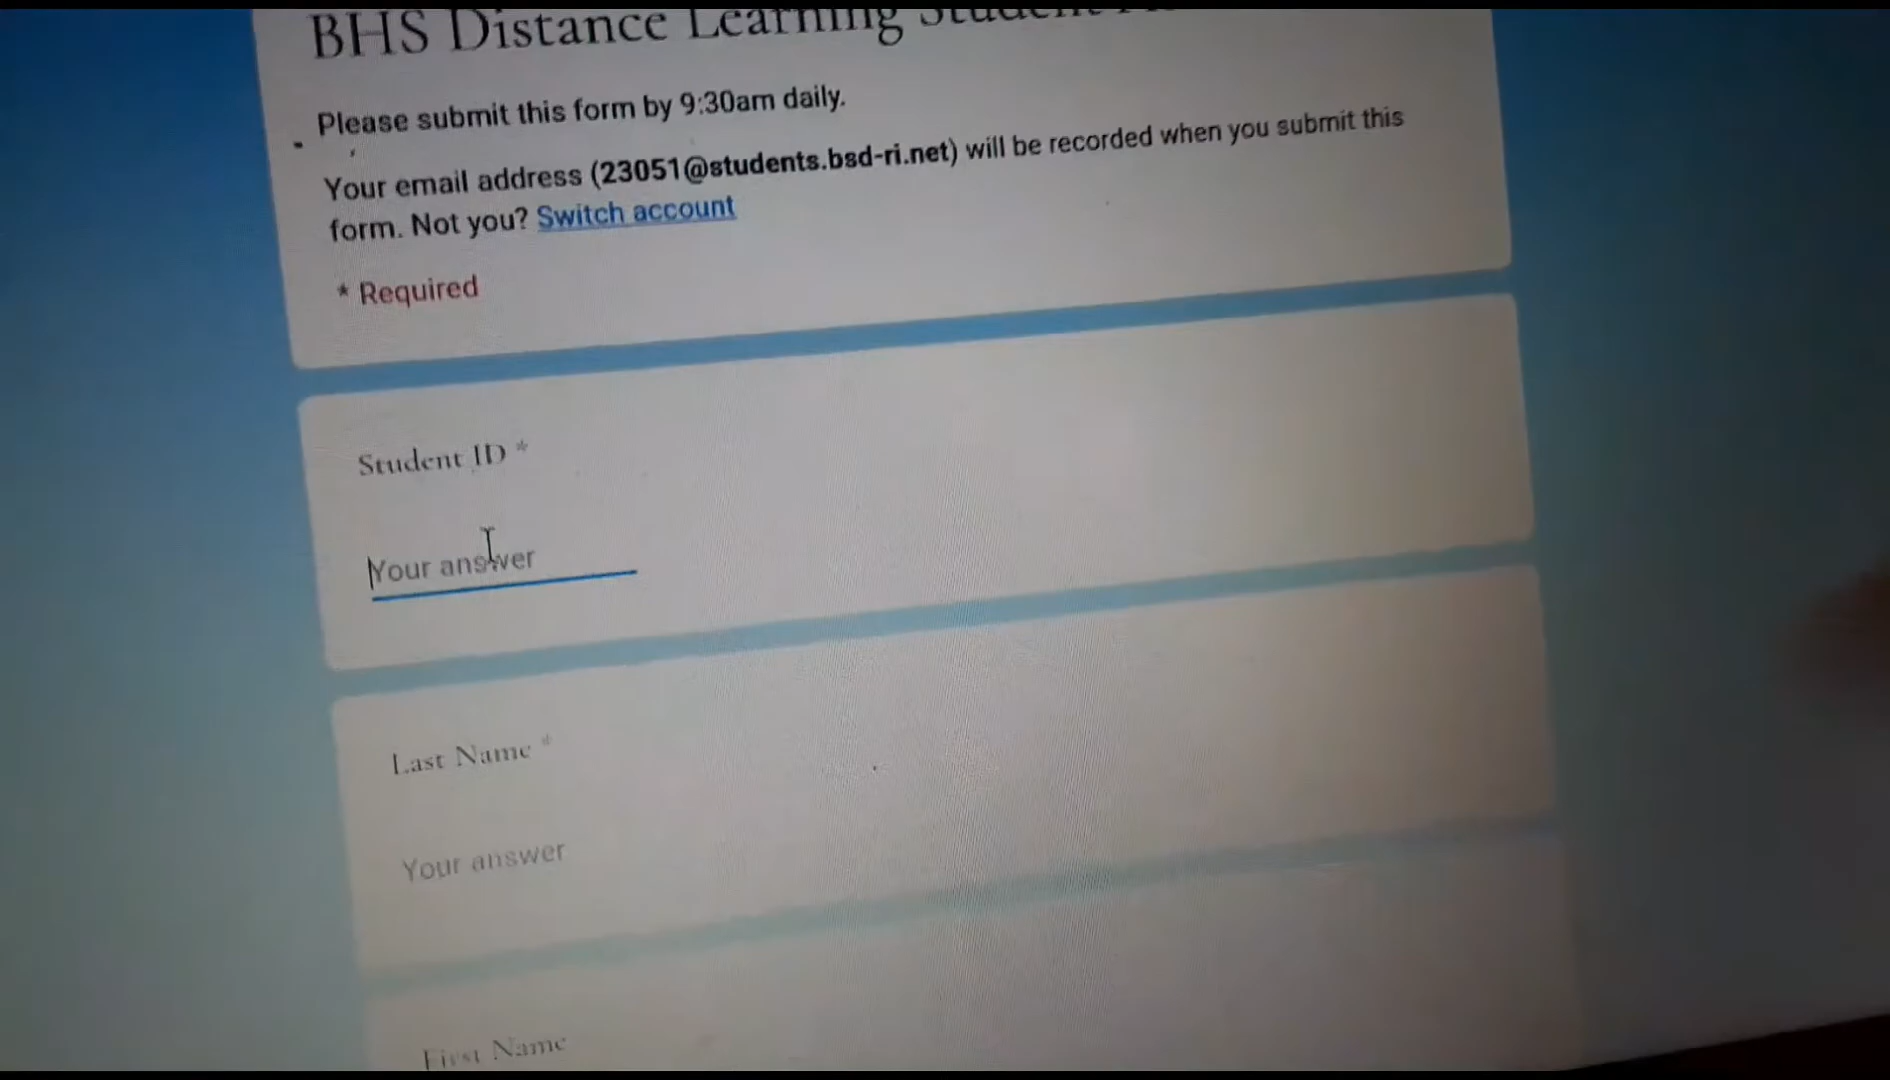 BHS Distance Learning Student
Please submit this form by 9:30am daily.
Your email address (23051@students.bsd-ri.net) will be recorded when you submit this
form. Not you? Switch account
* Required
Student ID *
Your answer
Last Name *
Your answer
First Name